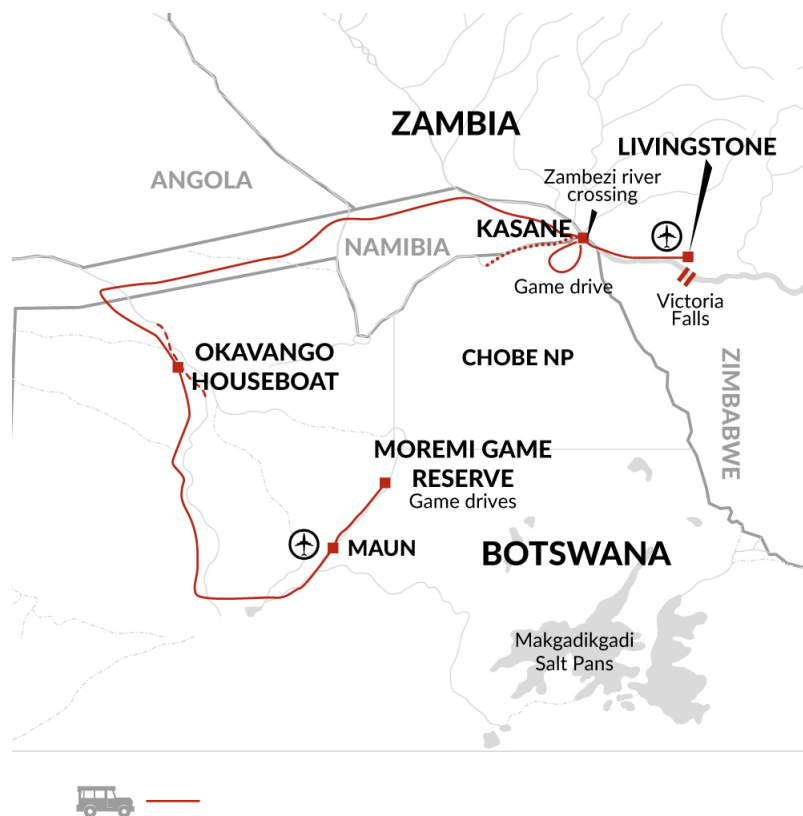 ZAMBIA
LIVINGSTONE
ANGOLA
Zambezi river
crossing
KASANE
NAMIBIA
Game drive
Victoria
Falls
OKAVANGO
HOUSEBOAT
CHOBE NP
ZIMBABWE
MOREMI GAME
RESERVE
Game drives
MAUN
BOTSWANA
Makgadikgadi
Salt Pans